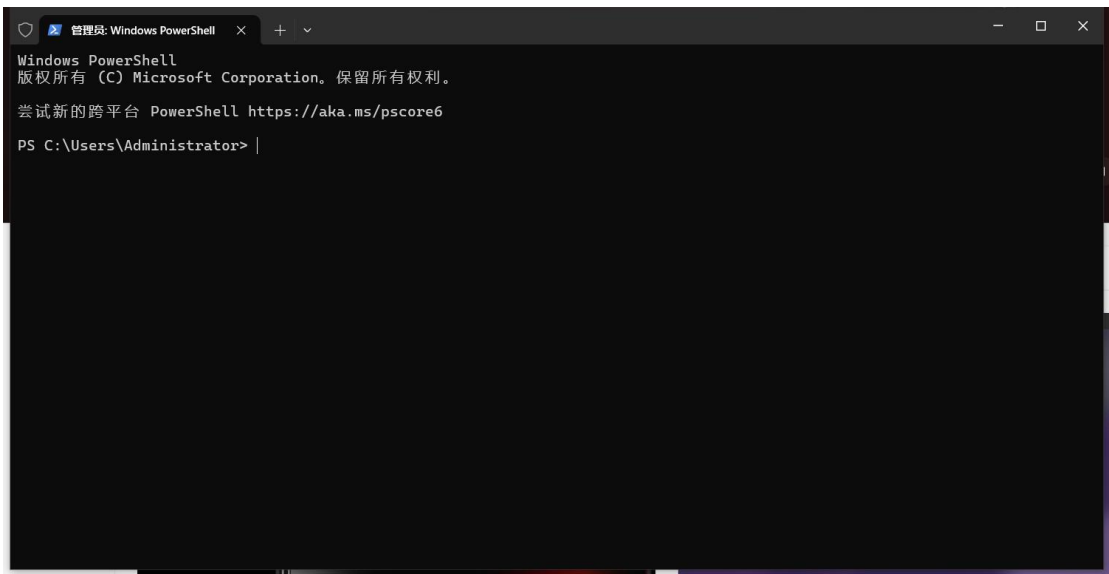 管理员: Windows PowerShell
Windows PowerShell
版权所有 (C) Microsoft Corporation。保留所有权利。
尝试新的跨平台 PowerShell https://aka.ms/pscore6
PS C:\Users\Administrator>